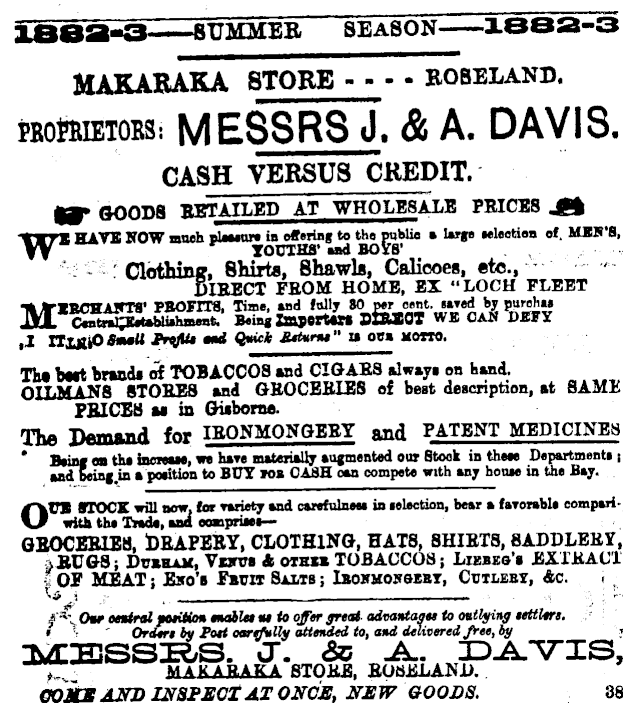 1882-3—SUMMER SEASON—1882-3
MAKARAKA STORE - - - - ROSELAND.
PROPRIETORS: MESSRS J. & A. DAVIS.
CASH VERSUS CREDIT.
GOODS RETAILED AT WHOLESALE PRICES
WE HAVE NOW much pleasure in offering to the public a large selection of MEN'S,
YOUTHS' and BOYS'
Clothing, Shirts, Shawls, Calicoes, etc.,
DIRECT FROM HOME, EX "LOCH FLEET
MERCHANTS' PROFITS, Time, and fully 30 per cent. saved by purchas
Central Establishment. Being Importers DIRECT WE CAN DEFY
Small Profits and Quick Returns" IS OUR MOTTO.
The best brands of TOBACCOS and CIGARS always on hand.
OILMANS STORES and GROCERIES of best description, at SAME
PRICES as in Gisborne.
The Demand for IRONMONGERY and PATENT MEDICINES
Being on the increase, we have materially augmented our Stock in these Departments ;
and being in a position to BUY FOR CASH can compete with any house in the Bay.
OUR STOCK will now, for variety and carefulness in selection, bear a favorable compari-
with the Trade, and comprises—
GROCERIES, DRAPERY, CLOTHING, HATS, SHIRTS, SADDLERY,
RUGS; DURHAM, VENUS & OTHER TOBACCOS; LIEBEG'S EXTRACT
OF MEAT; ENO'S FRUIT SALTS; IRONMONGERY, CUTLERY, &c.
Our central position enables us to offer great advantages to outlying settlers.
Orders by Post carefully attended to, and delivered free, by
MESSRS. J. & A. DAVIS,
MAKARAKA STORE, ROSELAND.
COME AND INSPECT AT ONCE, NEW GOODS. 38